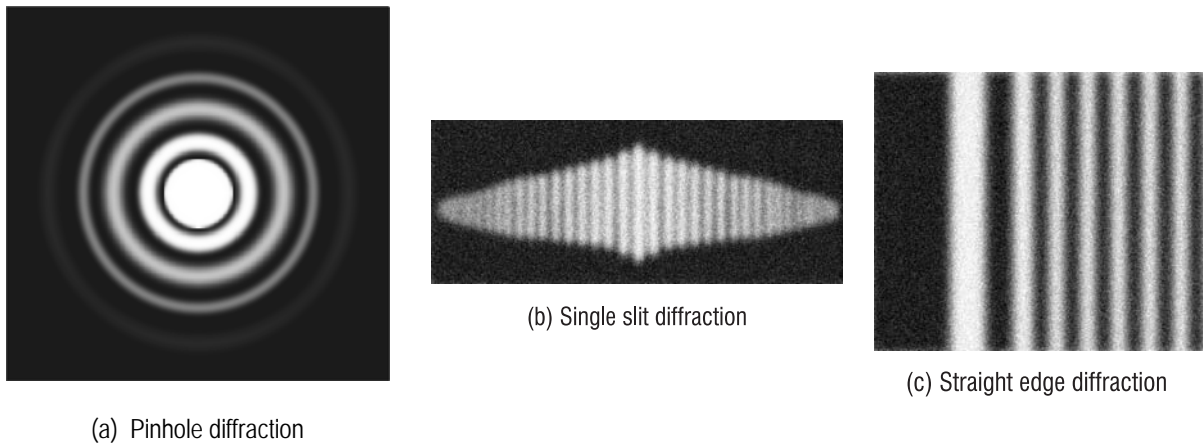 (a) Pinhole diffraction
(b) Single slit diffraction
(c) Straight edge diffraction